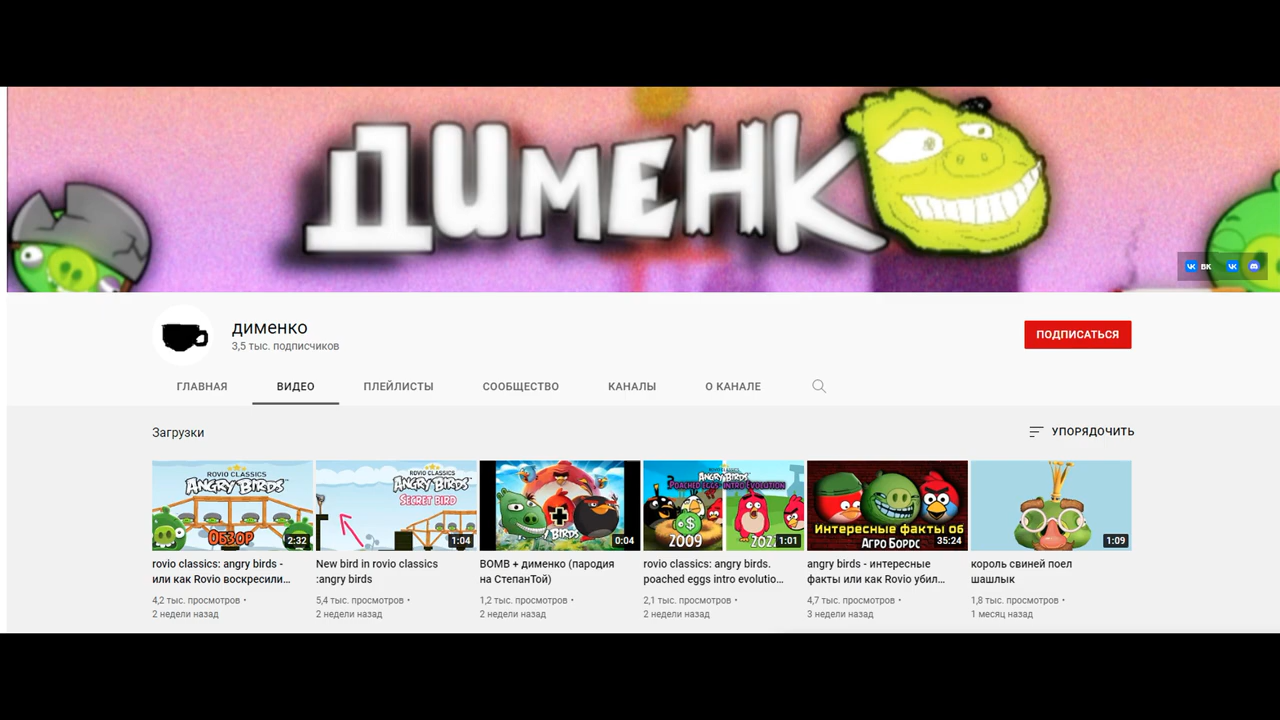 ДИМЕНК
ВК
дименко
3,5 тыс. подписчиков
ПОДПИСАТЬСЯ
ГЛАВНАЯ ВИДЕО ПЛЕЙЛИСТЫ СООБЩЕСТВО КАНАЛЫ О КАНАЛЕ
Загрузки
УПОРЯДОЧИТЬ
ROVIO CLASSICS
ANGRY BIRDS
ОБЗОР
2:32
rovio classics: angry birds -
или как Rovio воскресили...
4,2 тыс. просмотров •
2 недели назад
ROVIO CLASSICS
ANGRY BIRDS
SECRET BIRD
1:04
New bird in rovio classics
:angry birds
5,4 тыс. просмотров •
2 недели назад
Y BIRDS
0:04
BOMB + дименко (пародия
на СтепанТой)
1,2 тыс. просмотров •
2 недели назад
ROVIO CLASSICS
ANGRY BIRDS
POACHED EGGS - INTRO EVOLUTION
$
2009
202
1:01
rovio classics: angry birds.
poached eggs intro evolutio...
2,1 тыс. просмотров •
2 недели назад
Интересные факты об
Агро Бордс
35:24
angry birds - интересные
факты или как Rovio убил...
4,7 тыс. просмотров •
3 недели назад
1:09
король свиней поел
шашлык
1,8 тыс. просмотров •
1 месяц назад